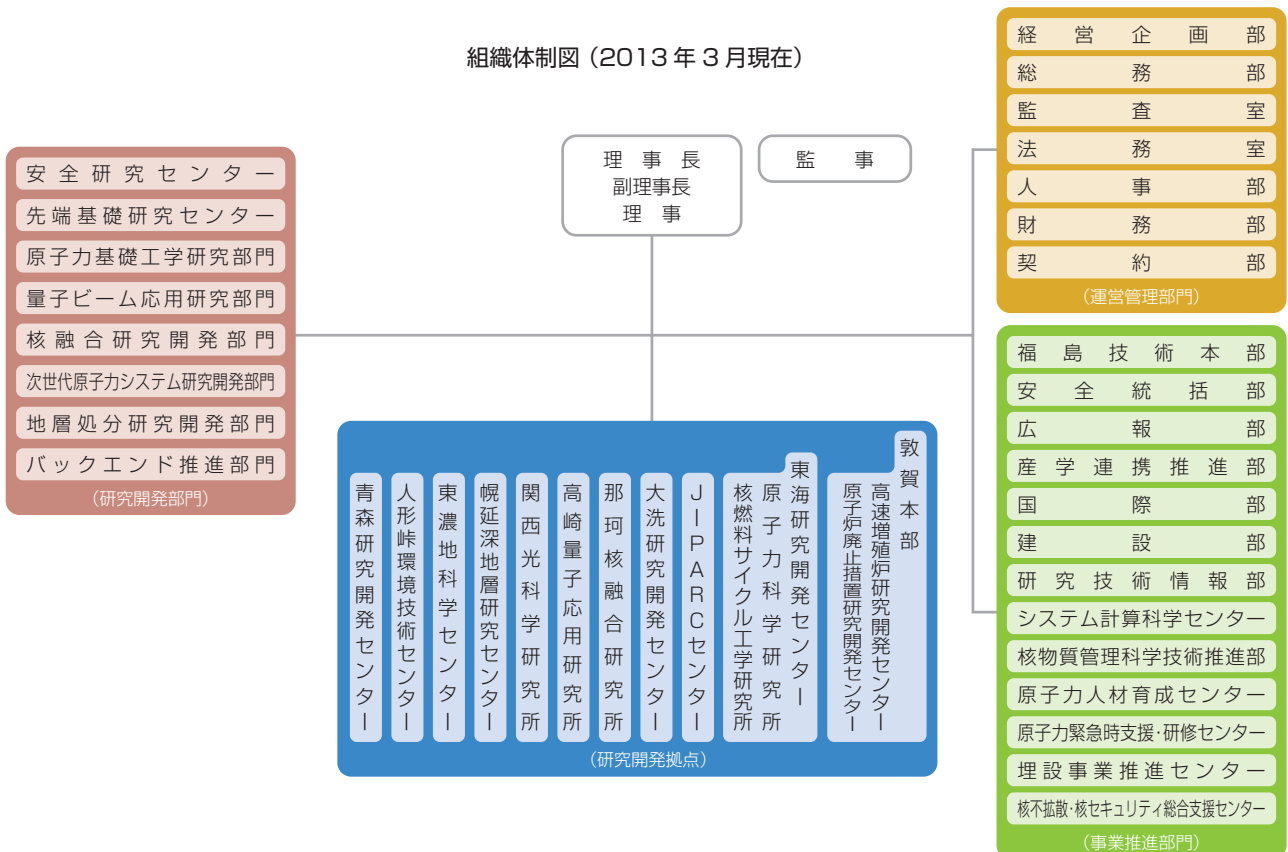 組織体制図（2013年3月現在）
理事長
副理事長
理事
監事
安全研究センター
先端基礎研究センター
原子力基礎工学研究部門
量子ビーム応用研究部門
核融合研究開発部門
次世代原子力システム研究開発部門
地層処分研究開発部門
バックエンド推進部門
（研究開発部門）
経営企画部
総務部
監査室
法務室
人事部
財務部
契約部
（運営管理部門）
福島技術本部
安全統括部
広報部
産学連携推進部
国際部
建設部
研究技術情報部
システム計算科学センター
核物質管理科学技術推進部
原子力人材育成センター
原子力緊急時支援・研修センター
埋設事業推進センター
核不拡散・核セキュリティ総合支援センター
（事業推進部門）
敦賀本部
高速増殖炉研究開発センター
原子炉廃止措置研究開発センター
東海研究開発センター
原子力科学研究所
核燃料サイクル工学研究所
J-PARCセンター
大洗研究開発センター
那珂核融合研究所
高崎量子応用研究所
関西光科学研究所
幌延深地層研究センター
東濃地科学センター
人形峠環境技術センター
青森研究開発センター
（研究開発拠点）